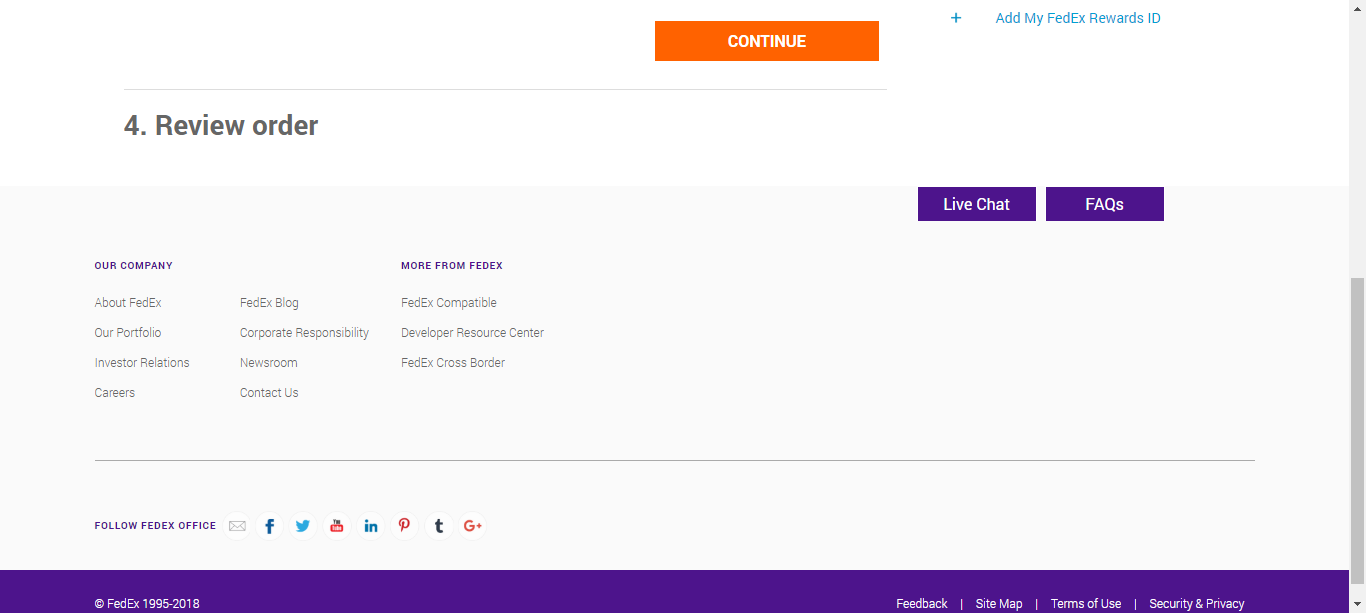 Add My FedEx Rewards ID
CONTINUE
4. Review order
Live Chat
FAQs
OUR COMPANY
MORE FROM FEDEX
About FedEx
FedEx Blog
FedEx Compatible
Our Portfolio
Corporate Responsibility
Developer Resource Center
Investor Relations
Newsroom
FedEx Cross Border
Careers
Contact Us
FOLLOW FEDEX OFFICE
© FedEx 1995-2018
Feedback | Site Map | Terms of Use | Security & Privacy